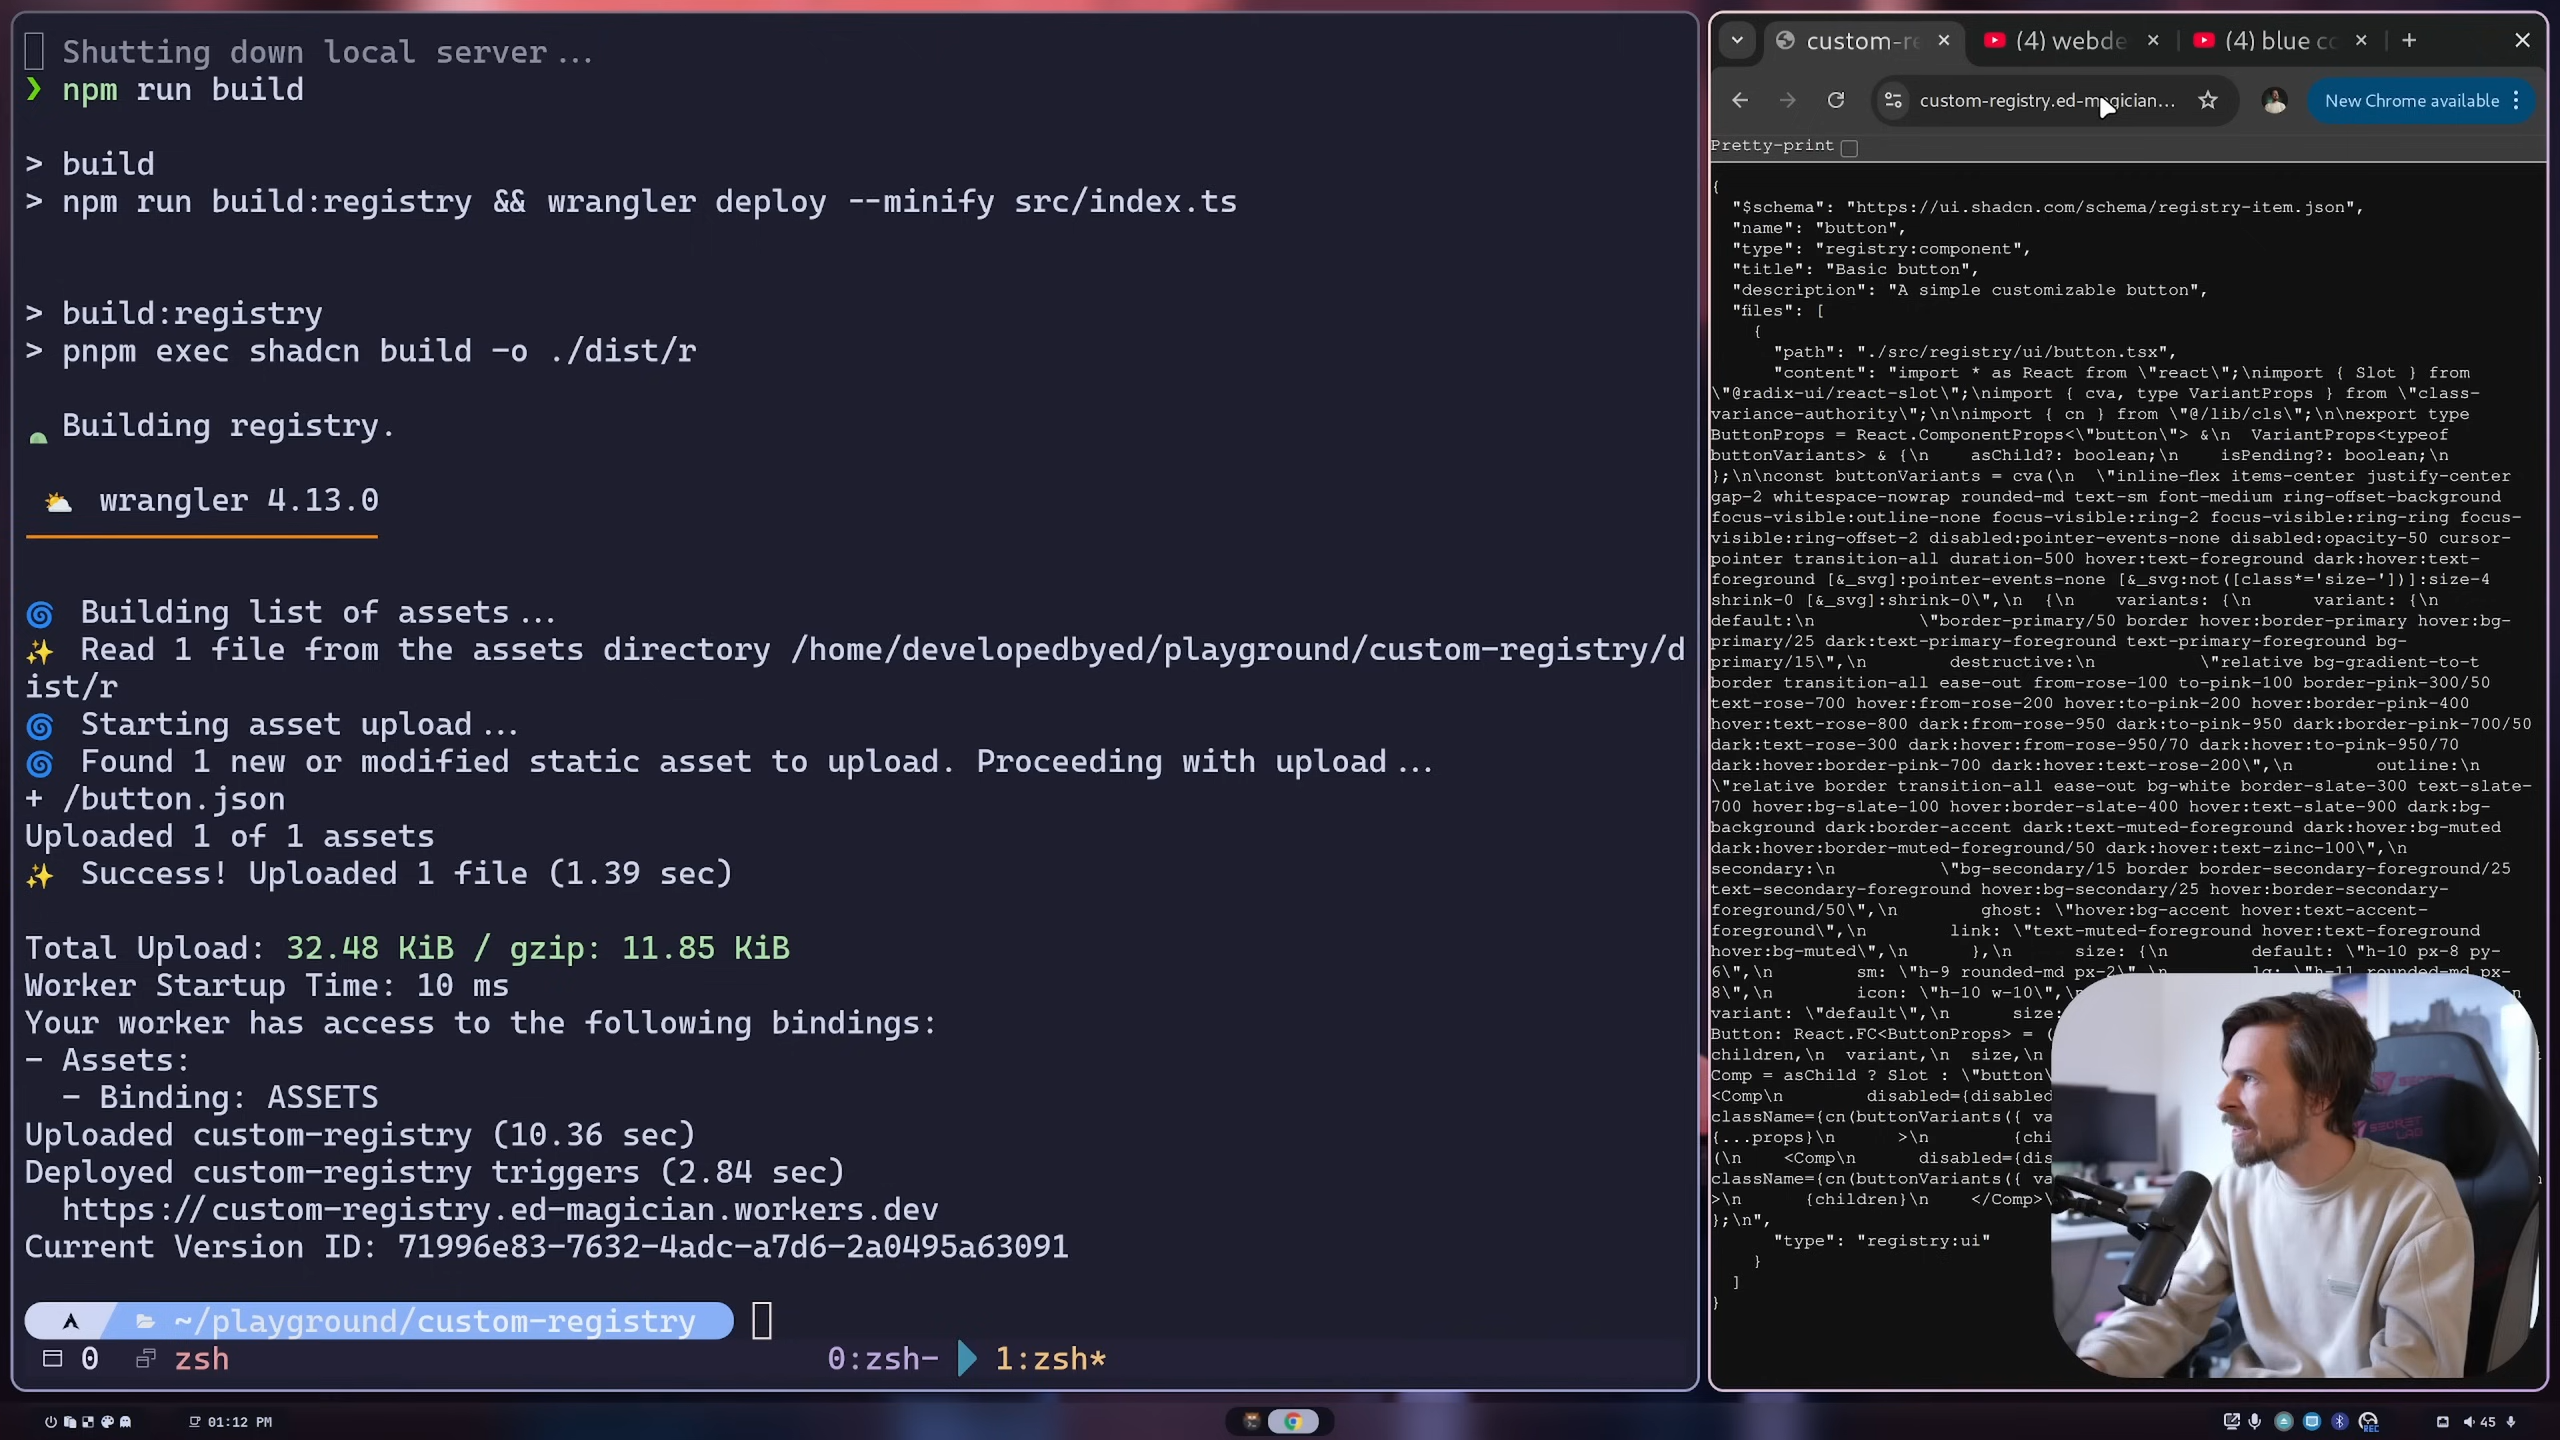 Shutting down local server...
❯ npm run build
> build
> npm run build:registry && wrangler deploy --minify src/index.ts
> build:registry
> pnpm exec shadcn build -o ./dist/r
Building registry.
⛅ wrangler 4.13.0
🌀 Building list of assets...
✨ Read 1 file from the assets directory /home/developedbyed/playground/custom-registry/d
ist/r
🌀 Starting asset upload...
🌀 Found 1 new or modified static asset to upload. Proceeding with upload...
+ /button.json
Uploaded 1 of 1 assets
✨ Success! Uploaded 1 file (1.39 sec)
Total Upload: 32.48 KiB / gzip: 11.85 KiB
Worker Startup Time: 10 ms
Your worker has access to the following bindings:
- Assets:
- Binding: ASSETS
Uploaded custom-registry (10.36 sec)
Deployed custom-registry triggers (2.84 sec)
https://custom-registry.ed-magician.workers.dev
Current Version ID: 71996e83-7632-4adc-a7d6-2a0495a63091
~/playground/custom-registry
0 zsh 0:zsh- 1:zsh*
custom-re (4) webde (4) blue co
custom-registry.ed-magician... New Chrome available
Pretty-print
{
"$schema": "https://ui.shadcn.com/schema/registry-item.json",
"name": "button",
"type": "registry:component",
"title": "Basic button",
"description": "A simple customizable button",
"files": [
{
"path": "./src/registry/ui/button.tsx",
"content": "import * as React from \"react\";\nimport { Slot } from
\"@radix-ui/react-slot\";\nimport { cva, type VariantProps } from \"class-
variance-authority\";\n\nimport { cn } from \"@/lib/cls\";\n\nexport type
ButtonProps = React.ComponentProps<\"button\"> &\n  VariantProps<typeof
buttonVariants> & {\n    asChild?: boolean;\n    isPending?: boolean;\n
};\n\nconst buttonVariants = cva(\n  \"inline-flex items-center justify-center
gap-2 whitespace-nowrap rounded-md text-sm font-medium ring-offset-background
focus-visible:outline-none focus-visible:ring-2 focus-visible:ring-ring focus-
visible:ring-offset-2 disabled:pointer-events-none disabled:opacity-50 cursor-
pointer transition-all duration-500 hover:text-foreground dark:hover:text-
foreground [&_svg]:pointer-events-none [&_svg:not([class*='size-'])]:size-4
shrink-0 [&_svg]:shrink-0\",\n  {\n    variants: {\n      variant: {\n
default:\n          \"border-primary/50 border hover:border-primary hover:bg-
primary/25 dark:text-primary-foreground text-primary-foreground bg-
primary/15\",\n        destructive:\n          \"relative bg-gradient-to-t
border transition-all ease-out from-rose-100 to-pink-100 border-pink-300/50
text-rose-700 hover:from-rose-200 hover:to-pink-200 hover:border-pink-400
hover:text-rose-800 dark:from-rose-950 dark:to-pink-950 dark:border-pink-700/50
dark:text-rose-300 dark:hover:from-rose-950/70 dark:hover:to-pink-950/70
dark:hover:border-pink-700 dark:hover:text-rose-200\",\n        outline:\n
\"relative border transition-all ease-out bg-white border-slate-300 text-slate-
700 hover:bg-slate-100 hover:border-slate-400 hover:text-slate-900 dark:bg-
background dark:border-accent dark:text-muted-foreground dark:hover:bg-muted
dark:hover:border-muted-foreground/50 dark:hover:text-zinc-100\",\n
secondary:\n          \"bg-secondary/15 border border-secondary-foreground/25
text-secondary-foreground hover:bg-secondary/25 hover:border-secondary-
foreground/50\",\n        ghost: \"hover:bg-accent hover:text-accent-
foreground\",\n        link: \"text-muted-foreground hover:text-foreground
hover:bg-muted\",\n      },\n      size: {\n        default: \"h-10 px-8 py-
6\",\n        sm: \"h-9 rounded-md px-2\",\n        lg: \"h-11 rounded-md px-
8\",\n        icon: \"h-10 w-10\",\n
variant: \"default\",\n      size:
Button: React.FC<ButtonProps> = (
children,\n  variant,\n  size,\n
Comp = asChild ? Slot : \"button\
<Comp\n        disabled={disabled
className={cn(buttonVariants({ va
{...props}\n      >\n        {chi
(\n    <Comp\n      disabled={dis
className={cn(buttonVariants({ va
>\n      {children}\n    </Comp>\
};\n",
"type": "registry:ui"
}
]
}
01:12 PM
REC
45